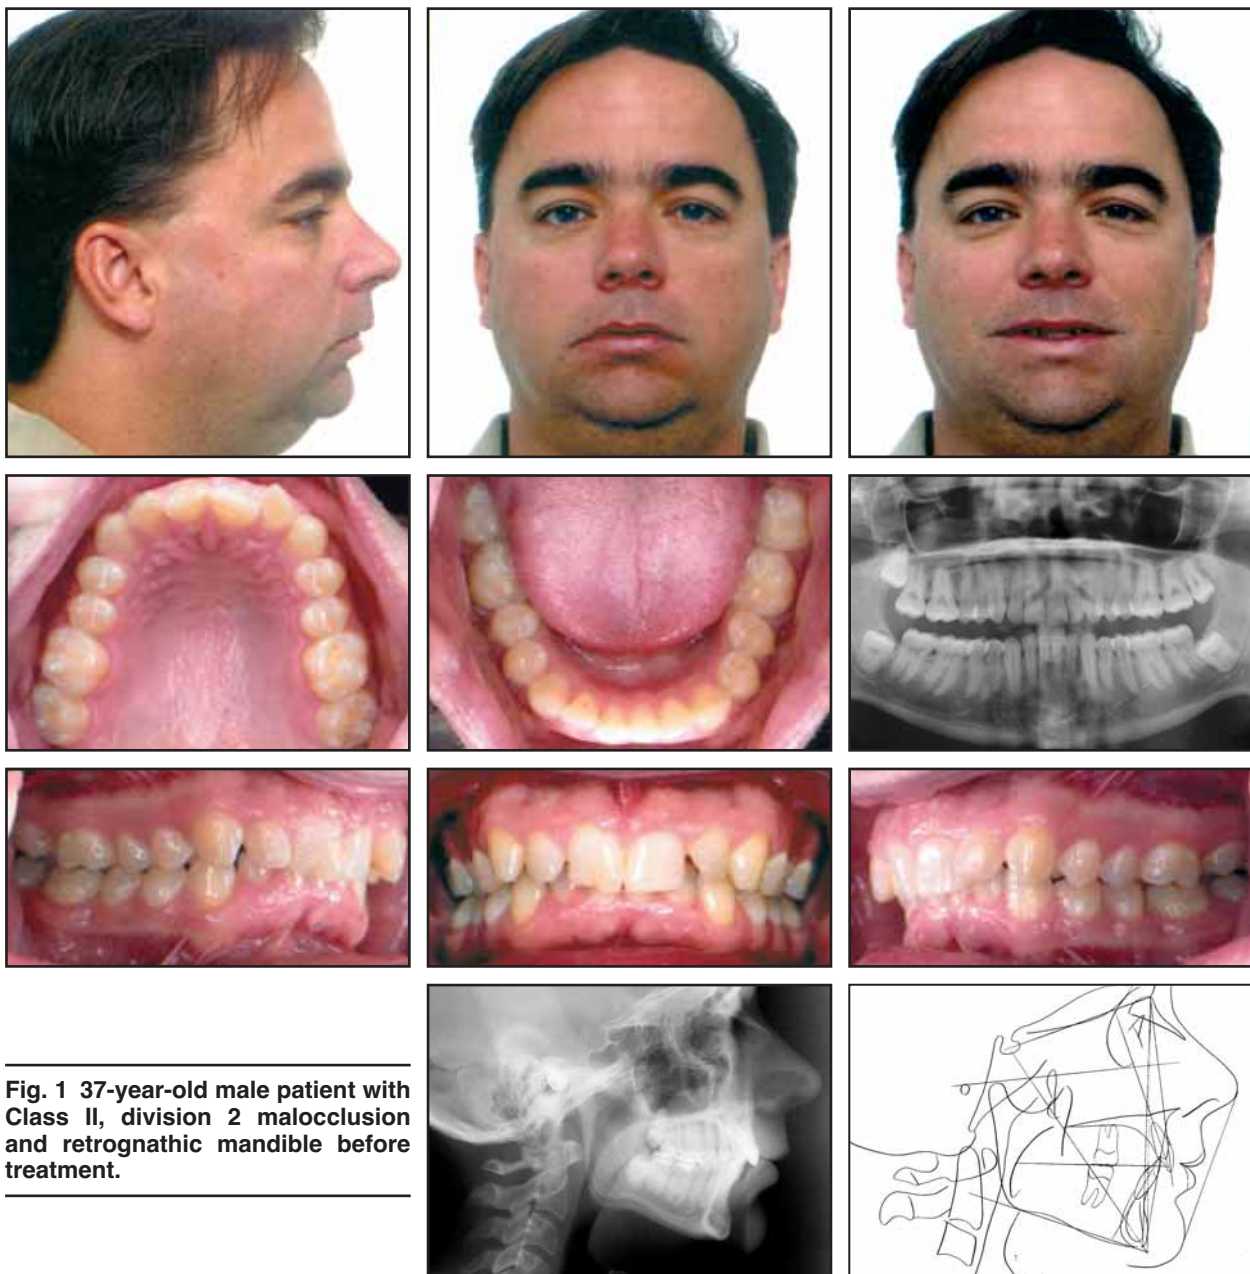 Fig. 1 37-year-old male patient with
Class II, division 2 malocclusion
and retrognathic mandible before
treatment.